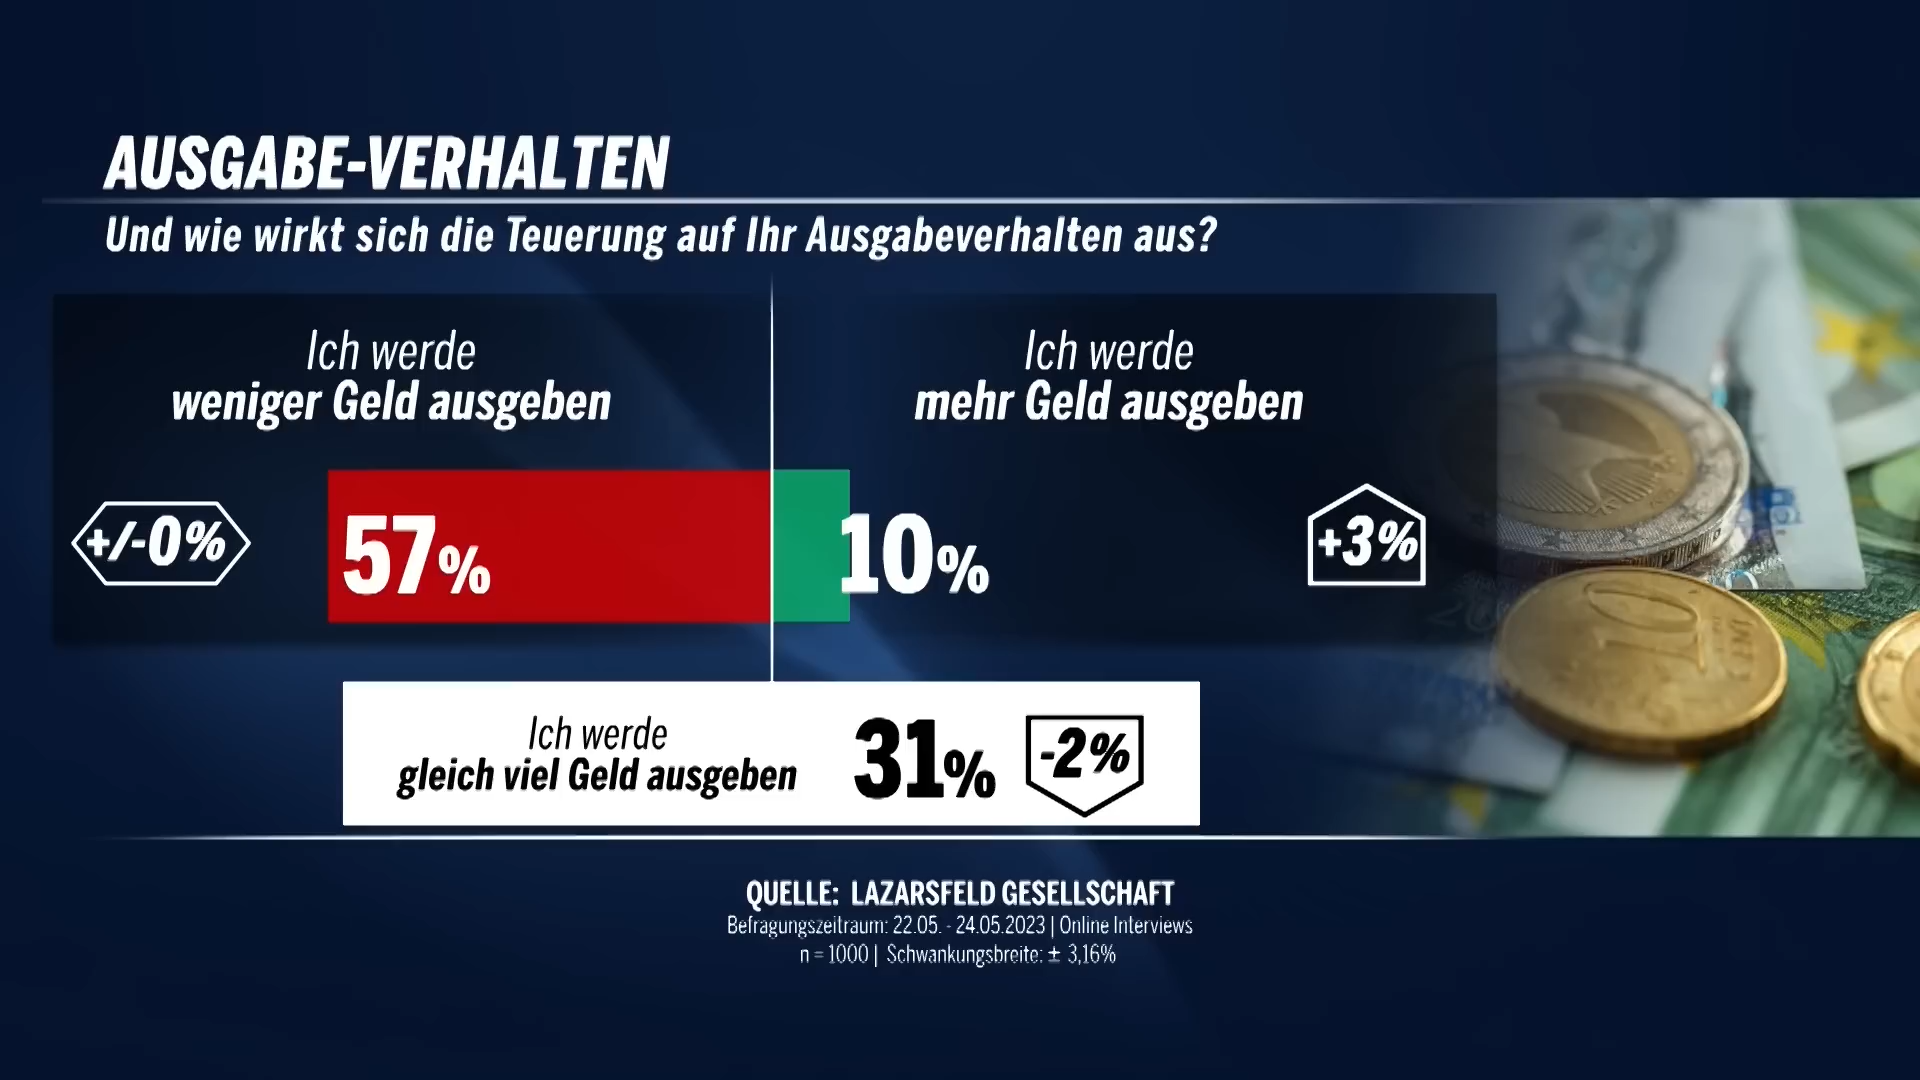 AUSGABE-VERHALTEN
Und wie wirkt sich die Teuerung auf Ihr Ausgabeverhalten aus?
Ich werde
weniger Geld ausgeben
Ich werde
mehr Geld ausgeben
+/-0%
57%
10%
+3%
Ich werde
gleich viel Geld ausgeben
31%
-2%
10
QUELLE: LAZARSFELD GESELLSCHAFT
Befragungszeitraum: 22.05. - 24.05.2023 | Online Interviews
n = 1000 | Schwankungsbreite: ± 3,16%